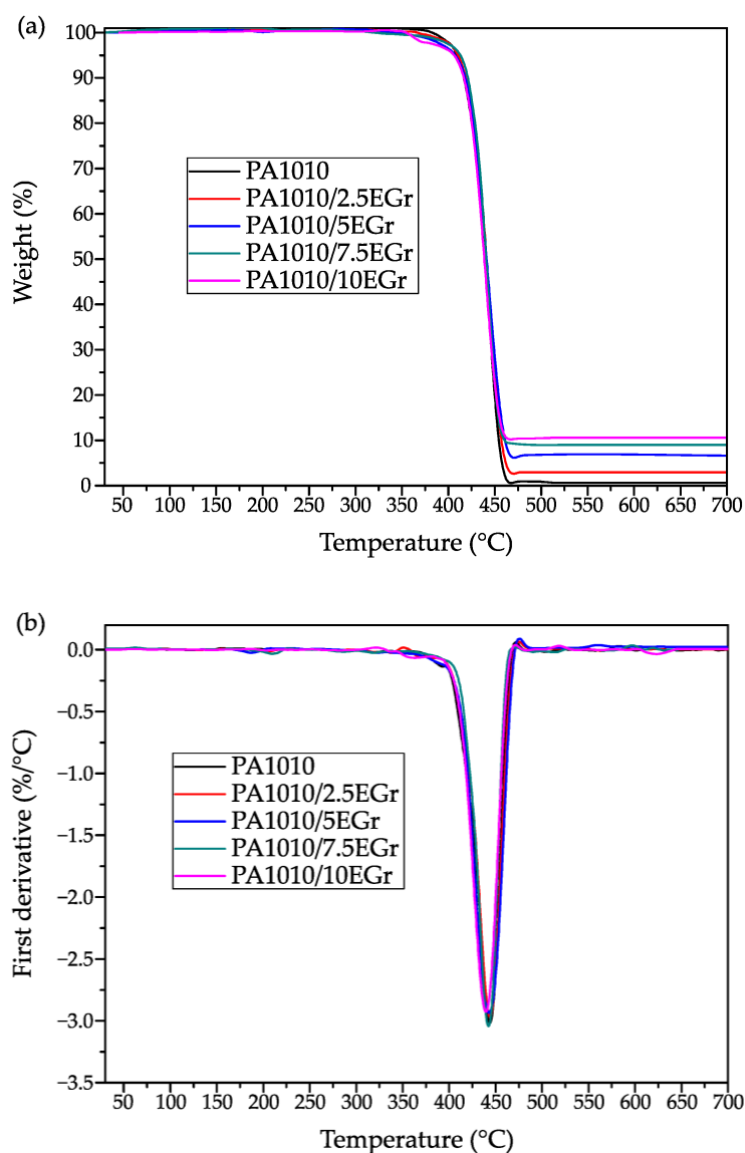 (a)
100
90
80
70
60
50
40
30
20
10
0
Weight (%)
PA1010
PA1010/2.5EGr
PA1010/5EGr
PA1010/7.5EGr
PA1010/10EGr
50 100 150 200 250 300 350 400 450 500 550 600 650 700
Temperature (°C)
(b)
0.0
−0.5
−1.0
−1.5
−2.0
−2.5
−3.0
−3.5
First derivative (%/°C)
PA1010
PA1010/2.5EGr
PA1010/5EGr
PA1010/7.5EGr
PA1010/10EGr
50 100 150 200 250 300 350 400 450 500 550 600 650 700
Temperature (°C)